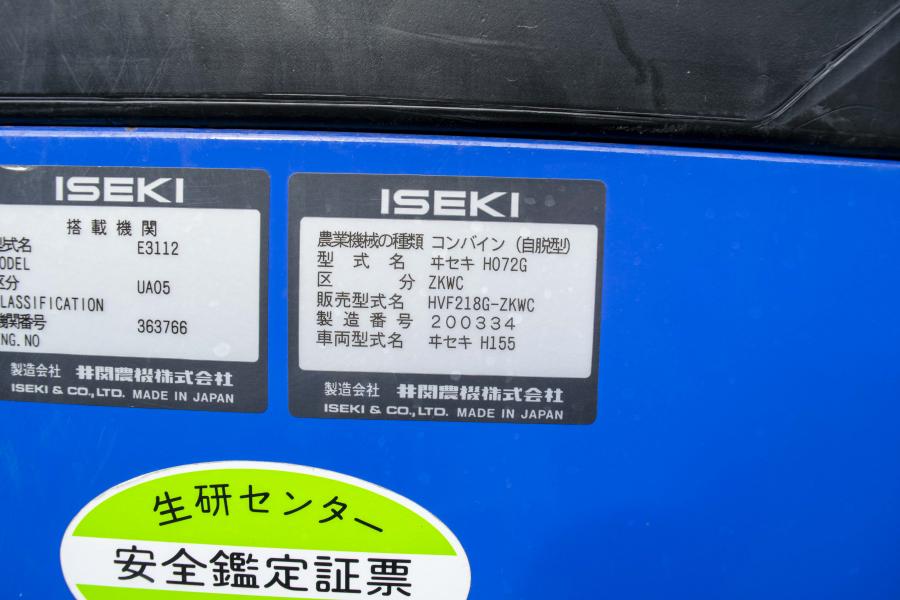 ISEKI
搭載機関
型式名 E3112
ODEL
区分 UA05
LASSIFICATION
機関番号 363766
NG.NO
製造会社 井関農機株式会社
ISEKI & CO.,LTD. MADE IN JAPAN
ISEKI
農業機械の種類 コンバイン（自脱型）
型式名 ヰセキ H072G
区分 ZKWC
販売型式名 HVF218G-ZKWC
製造番号 200334
車両型式名 ヰセキ H155
製造会社 井関農機株式会社
ISEKI & CO.,LTD. MADE IN JAPAN
生研センター
安全鑑定証票